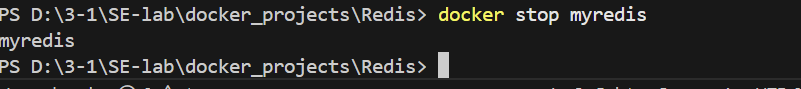 PS D:\3-1\SE-lab\docker_projects\Redis> docker stop myredis
myredis
PS D:\3-1\SE-lab\docker_projects\Redis>